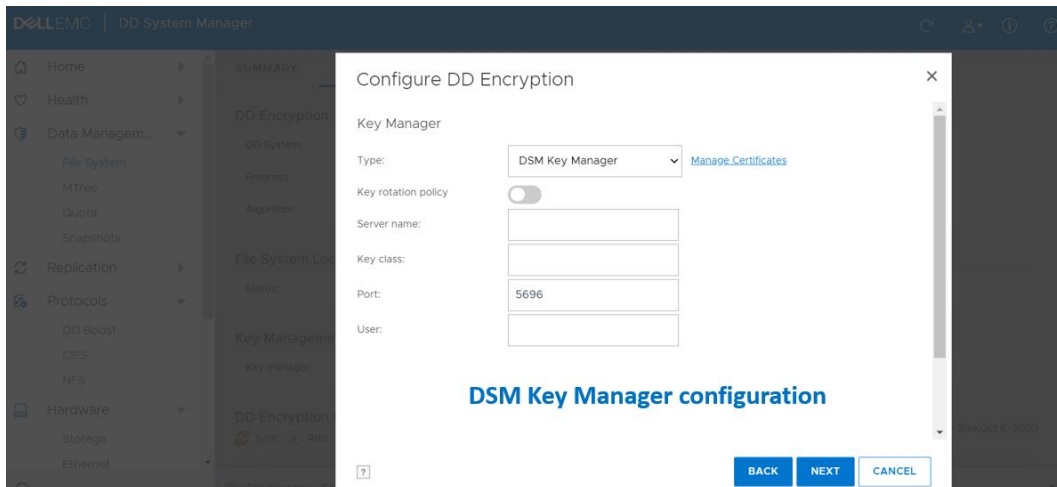 DELLEMC | DD System Manager
Home
Health
Data Managem...
File System
MTree
Quota
Snapshots
Replication
Protocols
DD Boost
CIFS
NFS
Hardware
Storage
Ethernet
SUMMARY
DD Encryption
DD System:
Progress:
Algorithm:
File System Loc
Status:
Key Manageme
Key manager:
DD Encryption
Sync Add
Configure DD Encryption
Key Manager
Type: DSM Key Manager Manage Certificates
Key rotation policy
Server name:
Key class:
Port: 5696
User:
DSM Key Manager configuration
? BACK NEXT CANCEL